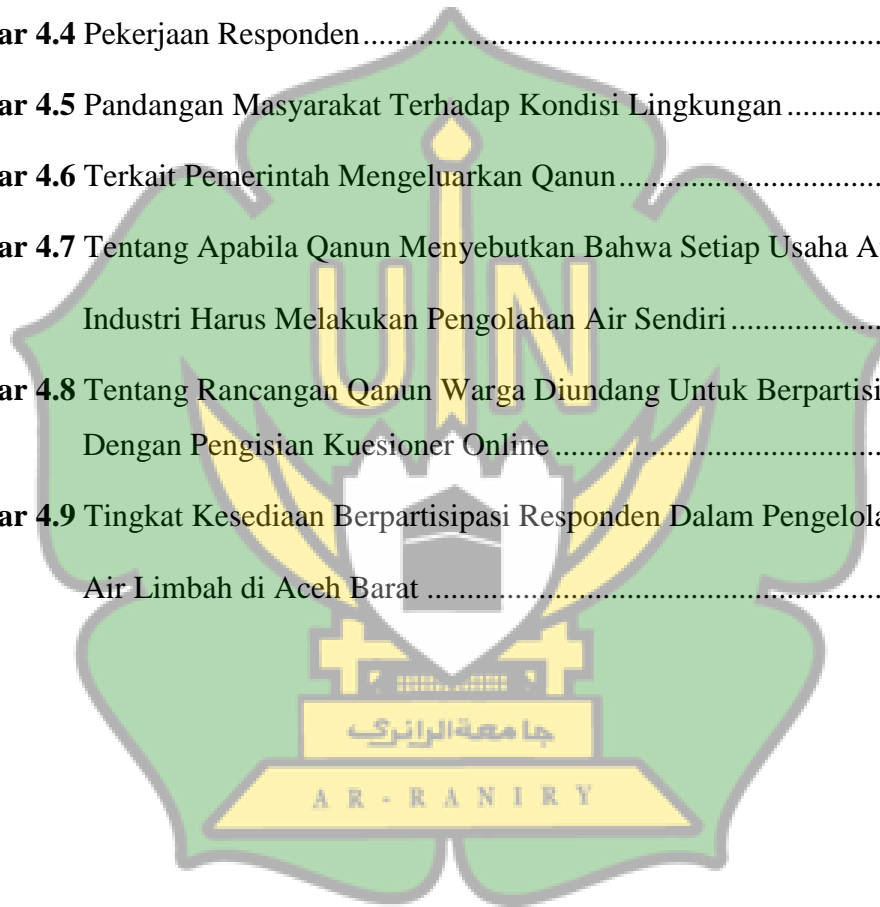 ar 4.4 Pekerjaan Responden
ar 4.5 Pandangan Masyarakat Terhadap Kondisi Lingkungan
ar 4.6 Terkait Pemerintah Mengeluarkan Qanun
ar 4.7 Tentang Apabila Qanun Menyebutkan Bahwa Setiap Usaha A
Industri Harus Melakukan Pengolahan Air Sendiri
ar 4.8 Tentang Rancangan Qanun Warga Diundang Untuk Berpartisi
Dengan Pengisian Kuesioner Online
ar 4.9 Tingkat Kesediaan Berpartisipasi Responden Dalam Pengelola
Air Limbah di Aceh Barat
UIN
جامعةالرانري
AR-RANIRY